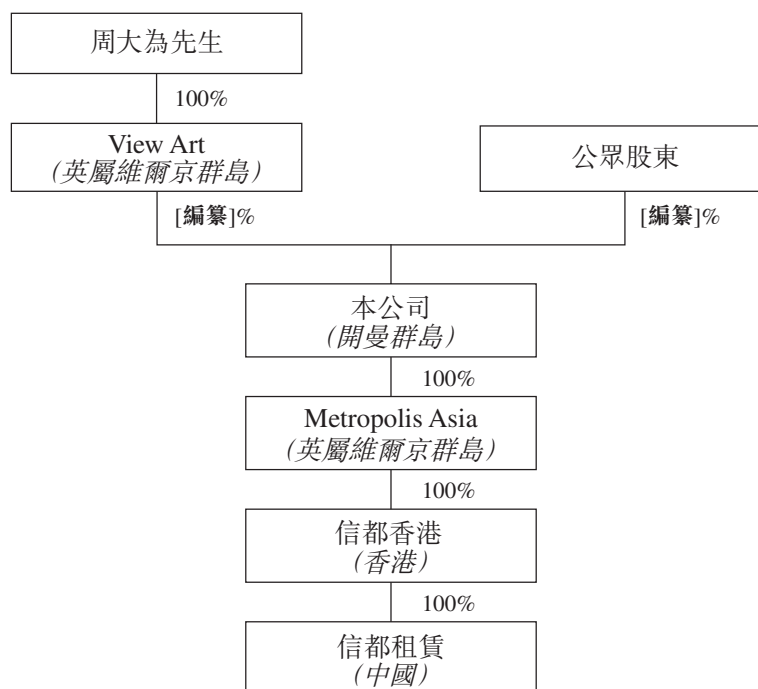 周大為先生
100%
View Art
(英屬維爾京群島)
公眾股東
[編纂]%
[編纂]%
本公司
(開曼群島)
100%
Metropolis Asia
(英屬維爾京群島)
100%
信都香港
(香港)
100%
信都租賃
(中國)